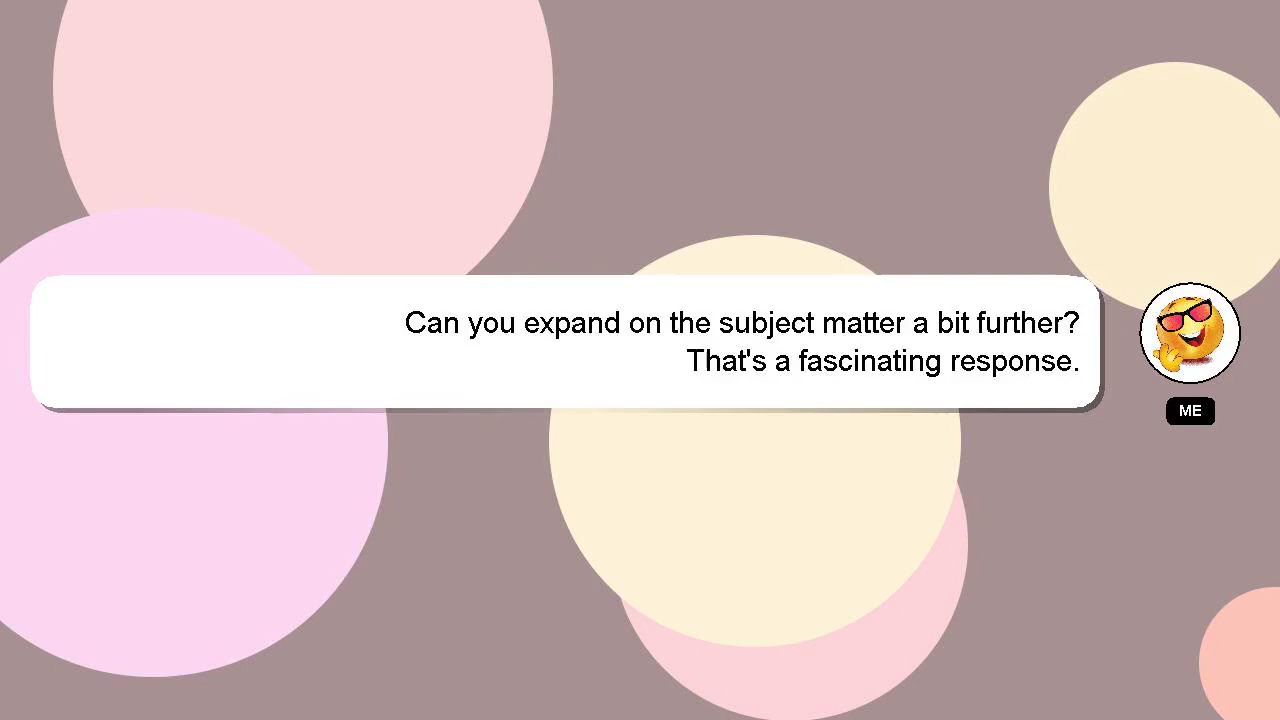 Can you expand on the subject matter a bit further?
That's a fascinating response.
ME